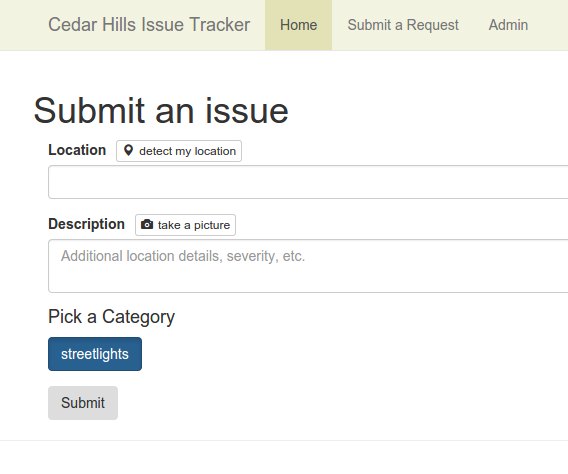 Cedar Hills Issue Tracker Home Submit a Request Admin
Submit an issue
Location detect my location
Description take a picture
Additional location details, severity, etc.
Pick a Category
streetlights
Submit